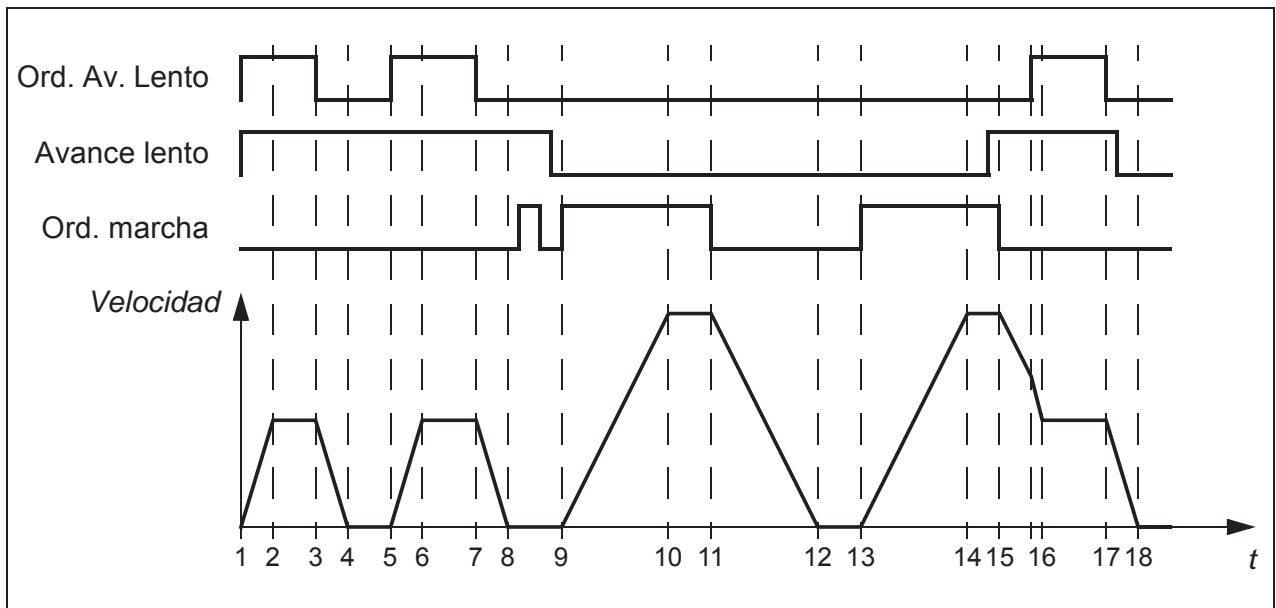 Ord. Av. Lento
Avance lento
Ord. marcha
Velocidad
1 2 3 4 5 6 7 8 9 10 11 12 13 14 15 16 17 18 t